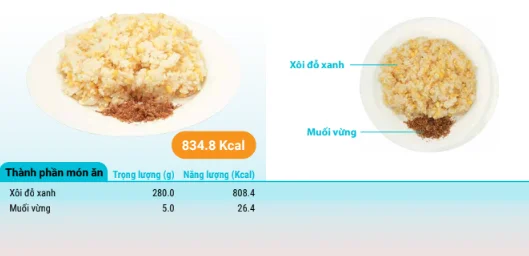 Xôi đỗ xanh
Muối vừng
834.8 Kcal
Thành phần món ăn Trọng lượng (g) Năng lượng (Kcal)
Xôi đỗ xanh 280.0 808.4
Muối vừng 5.0 26.4